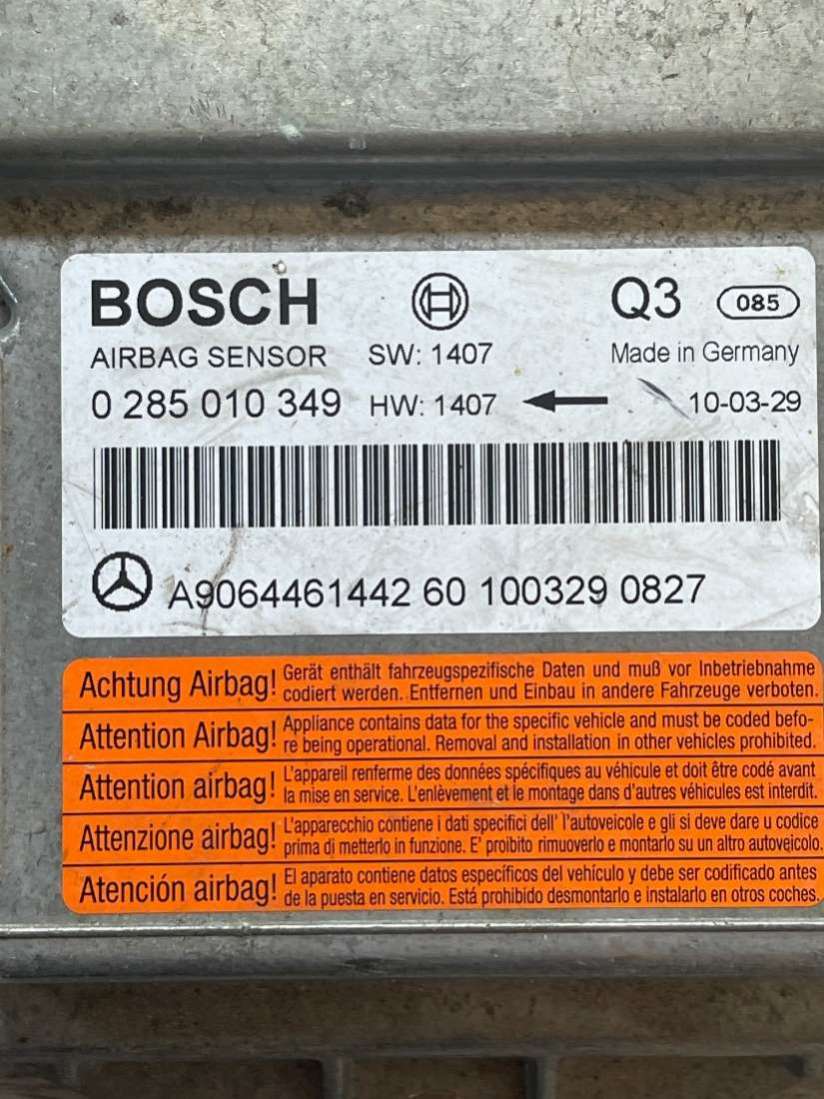 BOSCH Q3 085
AIRBAG SENSOR SW: 1407 Made in Germany
0 285 010 349 HW: 1407 10-03-29
A9064461442 60 100329 0827
Achtung Airbag! Gerät enthält fahrzeugspezifische Daten und muß vor Inbetriebnahme
codiert werden. Entfernen und Einbau in andere Fahrzeuge verboten.
Attention Airbag! Appliance contains data for the specific vehicle and must be coded befo-
re being operational. Removal and installation in other vehicles prohibited.
Attention airbag! L'appareil renferme des données spécifiques au véhicule et doit être codé avant
la mise en service. L'enlèvement et le montage dans d'autres véhicules est interdit.
Attenzione airbag! L'apparecchio contiene i dati specifici dell' l'autoveicole e gli si deve dare u codice
prima di metterlo in funzione. E' proibito rimuoverlo e montarlo su un altro autoveicolo.
Atención airbag! El aparato contiene datos específicos del vehículo y debe ser codificado antes
de la puesta en servicio. Está prohibido desmontarlo e instalarlo en otros coches.